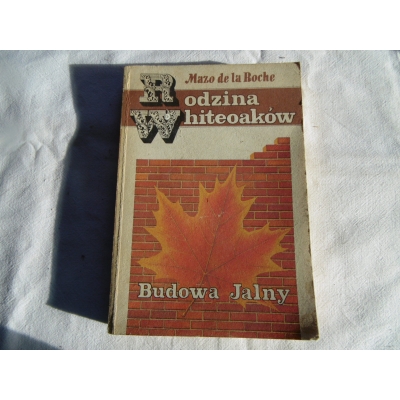 Mazo de la Roche
Rodzina
Whiteoaków
Budowa Jalny